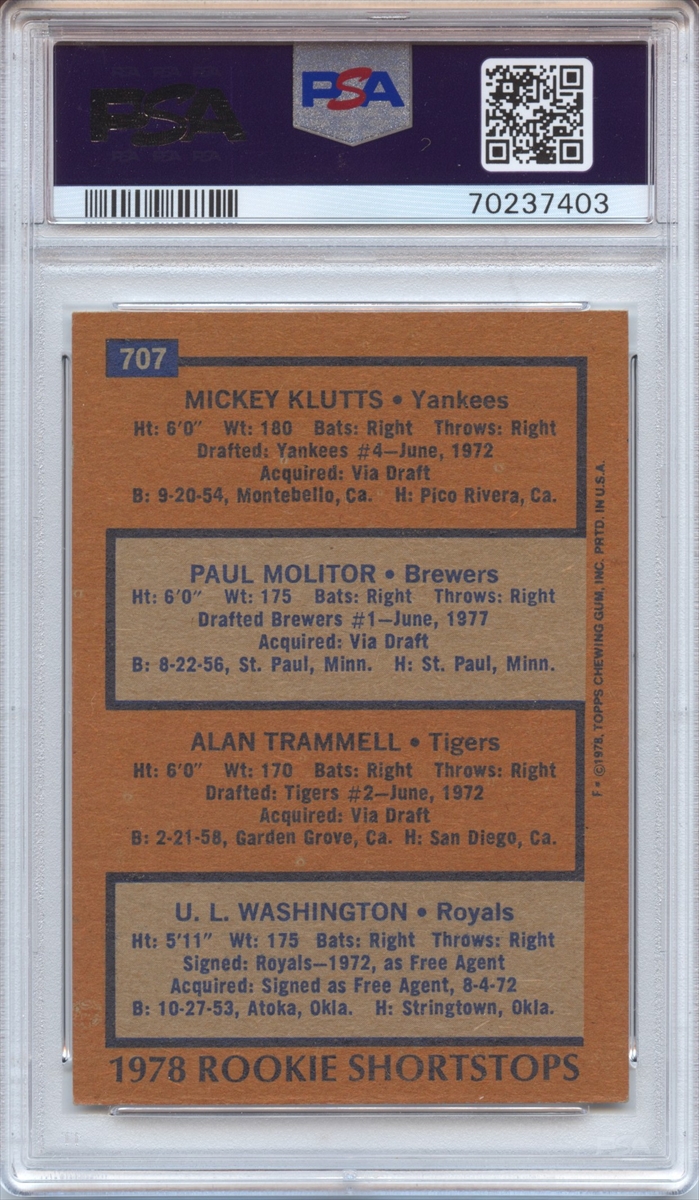 PSA
PSA
70237403
707
MICKEY KLUTTS • Yankees
Ht: 6'0" Wt: 180 Bats: Right Throws: Right
Drafted: Yankees #4—June, 1972
Acquired: Via Draft
B: 9-20-54, Montebello, Ca. H: Pico Rivera, Ca.
PAUL MOLITOR • Brewers
Ht: 6'0" Wt: 175 Bats: Right Throws: Right
Drafted Brewers #1—June, 1977
Acquired: Via Draft
B: 8-22-56, St. Paul, Minn. H: St. Paul, Minn.
ALAN TRAMMELL • Tigers
Ht: 6'0" Wt: 170 Bats: Right Throws: Right
Drafted: Tigers #2—June, 1972
Acquired: Via Draft
B: 2-21-58, Garden Grove, Ca. H: San Diego, Ca.
U. L. WASHINGTON • Royals
Ht: 5'11" Wt: 175 Bats: Right Throws: Right
Signed: Royals—1972, as Free Agent
Acquired: Signed as Free Agent, 8-4-72
B: 10-27-53, Atoka, Okla. H: Stringtown, Okla.
1978 ROOKIE SHORTSTOPS
F* ©1978, TOPPS CHEWING GUM, INC. PRTD. IN U.S.A.